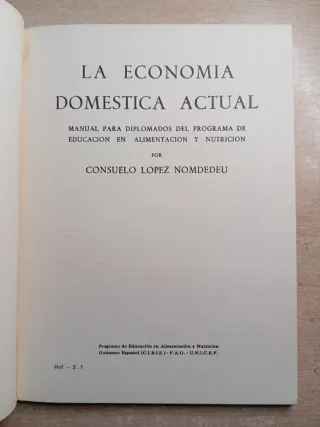 LA ECONOMIA
DOMESTICA ACTUAL
MANUAL PARA DIPLOMADOS DEL PROGRAMA DE
EDUCACION EN ALIMENTACION Y NUTRICION
POR
CONSUELO LOPEZ NOMDEDEU
Programa de Educación en Alimentación y Nutrición
Gobierno Español (C.I.B.I.E.) - F.A.O. - U.N.I.C.E.F.
Ref. - 2.1